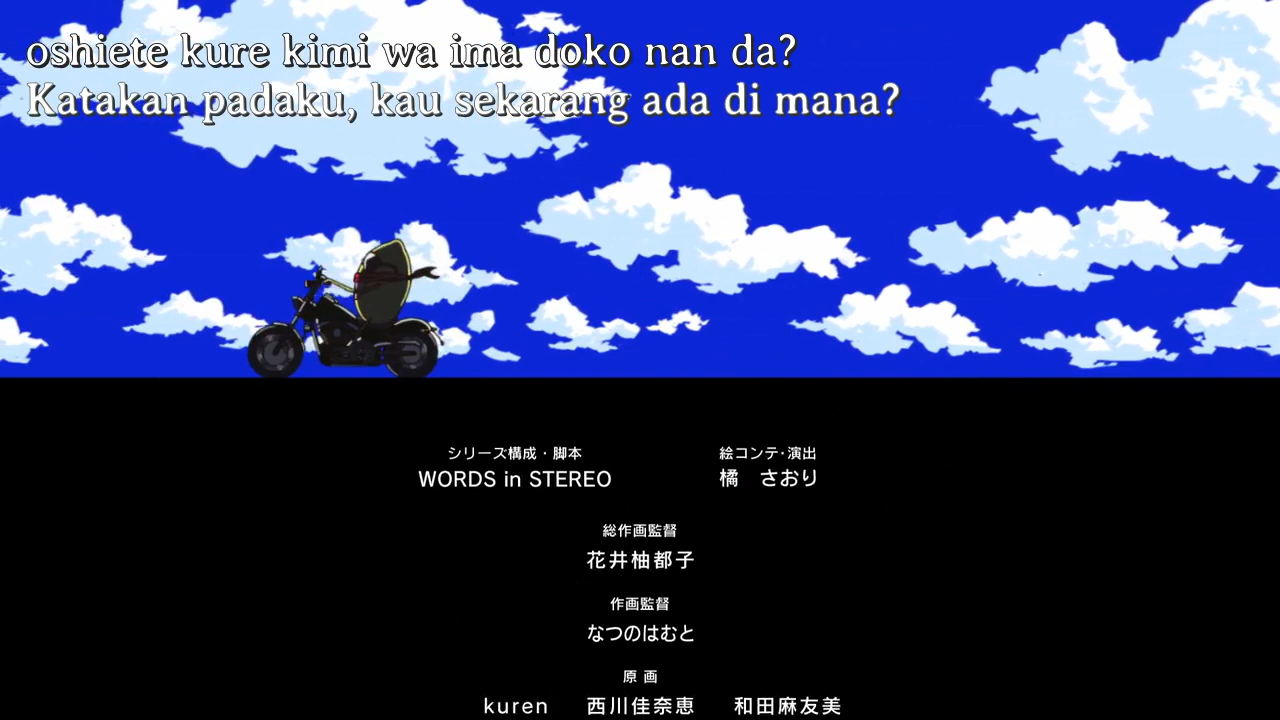 oshiete kure kimi wa ima doko nan da?
Katakan padaku, kau sekarang ada di mana?
シリーズ構成・脚本 絵コンテ・演出
WORDS in STEREO 橘 さおり
総作画監督
花井柚都子
作画監督
なつのはむと
原画
kuren 西川佳奈恵 和田麻友美